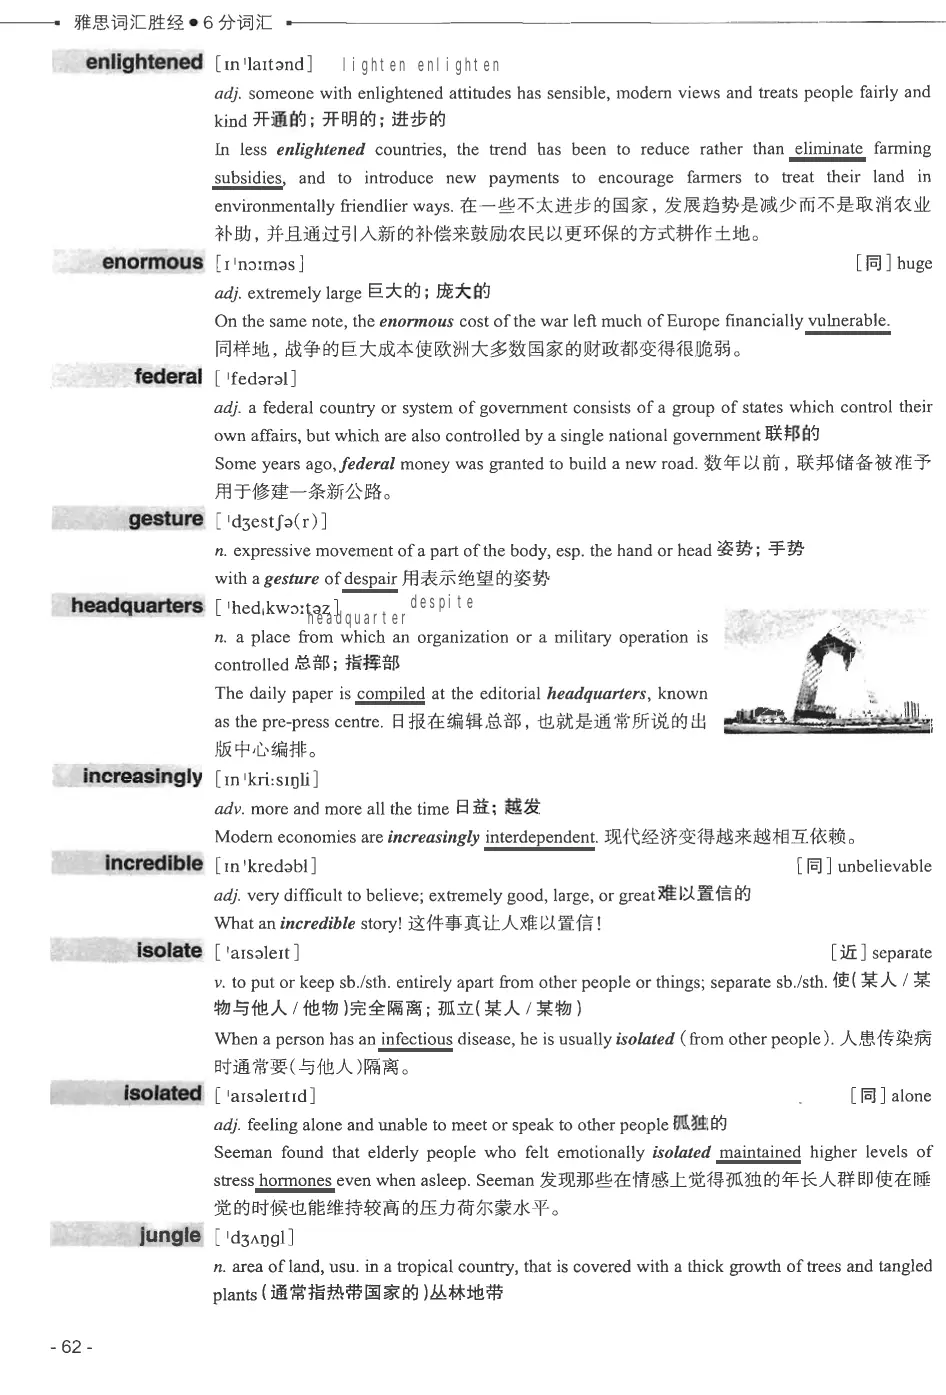 雅思词汇胜经●6分词汇
enlightened [ɪnˈlaɪtənd] lighten enlighten
adj. someone with enlightened attitudes has sensible, modern views and treats people fairly and
kind 开通的；开明的；进步的
In less enlightened countries, the trend has been to reduce rather than eliminate farming
subsidies, and to introduce new payments to encourage farmers to treat their land in
environmentally friendlier ways. 在一些不太进步的国家，发展趋势是减少而不是取消农业
补助，并且通过引入新的补偿来鼓励农民以更环保的方式耕作土地。
enormous [ɪˈnɔːməs] [同] huge
adj. extremely large 巨大的；庞大的
On the same note, the enormous cost of the war left much of Europe financially vulnerable.
同样地，战争的巨大成本使欧洲大多数国家的财政都变得很脆弱。
federal [ˈfedərəl]
adj. a federal country or system of government consists of a group of states which control their
own affairs, but which are also controlled by a single national government 联邦的
Some years ago, federal money was granted to build a new road. 数年以前，联邦储备被准予
用于修建一条新公路。
gesture [ˈdʒestʃə(r)]
n. expressive movement of a part of the body, esp. the hand or head 姿势；手势
with a gesture of despair 用表示绝望的姿势
headquarters [ˈhedˌkwɔːtəz] headquarter despite
n. a place from which an organization or a military operation is
controlled 总部；指挥部
The daily paper is compiled at the editorial headquarters, known
as the pre-press centre. 日报在编辑总部，也就是通常所说的出
版中心编排。
increasingly [ɪnˈkriːsɪŋli]
adv. more and more all the time 日益；越发
Modern economies are increasingly interdependent. 现代经济变得越来越相互依赖。
incredible [ɪnˈkredəbl] [同] unbelievable
adj. very difficult to believe; extremely good, large, or great 难以置信的
What an incredible story! 这件事真让人难以置信！
isolate [ˈaɪsəleɪt] [近] separate
v. to put or keep sb./sth. entirely apart from other people or things; separate sb./sth. 使(某人/某
物与他人/他物)完全隔离；孤立(某人/某物)
When a person has an infectious disease, he is usually isolated (from other people). 人患传染病
时通常要(与他人)隔离。
isolated [ˈaɪsəleɪtɪd] [同] alone
adj. feeling alone and unable to meet or speak to other people 孤独的
Seeman found that elderly people who felt emotionally isolated maintained higher levels of
stress hormones even when asleep. Seeman 发现那些在情感上觉得孤独的年长人群即使在睡
觉的时候也能维持较高的压力荷尔蒙水平。
jungle [ˈdʒʌŋgl]
n. area of land, usu. in a tropical country, that is covered with a thick growth of trees and tangled
plants (通常指热带国家的)丛林地带
- 62 -